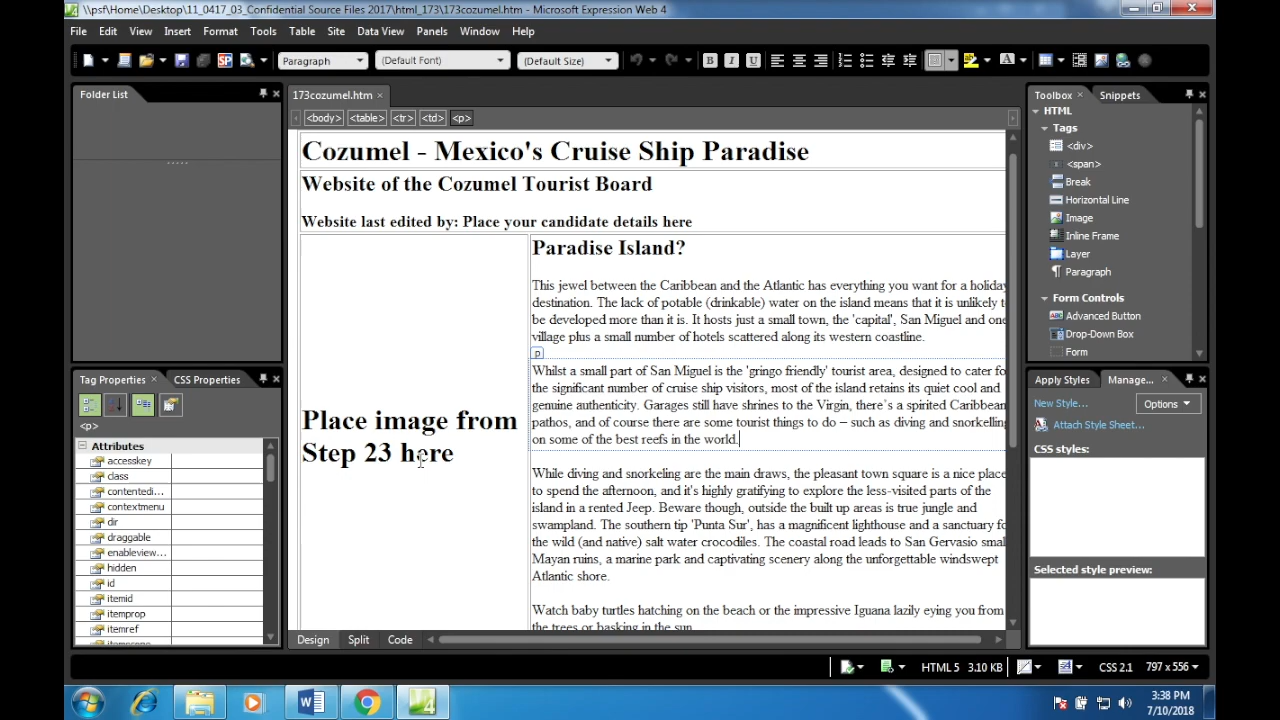 \\psf\Home\Desktop\11_0417_03_Confidential Source Files 2017\html_173\173cozumel.htm - Microsoft Expression Web 4
File Edit View Insert Format Tools Table Site Data View Panels Window Help
Paragraph (Default Font) (Default Size)
Folder List
173cozumel.htm
<body> <table> <tr> <td> <p>
Cozumel - Mexico's Cruise Ship Paradise
Website of the Cozumel Tourist Board
Website last edited by: Place your candidate details here
Place image from
Step 23 here
Paradise Island?
This jewel between the Caribbean and the Atlantic has everything you want for a holiday
destination. The lack of potable (drinkable) water on the island means that it is unlikely t
be developed more than it is. It hosts just a small town, the 'capital', San Miguel and one
village plus a small number of hotels scattered along its western coastline.
p
Whilst a small part of San Miguel is the 'gringo friendly' tourist area, designed to cater fo
the significant number of cruise ship visitors, most of the island retains its quiet cool and
genuine authenticity. Garages still have shrines to the Virgin, there's a spirited Caribbean
pathos, and of course there are some tourist things to do – such as diving and snorkelling
on some of the best reefs in the world.
While diving and snorkeling are the main draws, the pleasant town square is a nice place
to spend the afternoon, and it's highly gratifying to explore the less-visited parts of the
island in a rented Jeep. Beware though, outside the built up areas is true jungle and
swampland. The southern tip 'Punta Sur', has a magnificent lighthouse and a sanctuary fo
the wild (and native) salt water crocodiles. The coastal road leads to San Gervasio smal
Mayan ruins, a marine park and captivating scenery along the unforgettable windswept
Atlantic shore.
Watch baby turtles hatching on the beach or the impressive Iguana lazily eying you from
the trees or basking in the sun.
Design Split Code
Tag Properties CSS Properties
<p>
Attributes
accesskey
class
contentedi...
contextmenu
dir
draggable
enableview...
hidden
id
itemid
itemprop
itemref
Toolbox Snippets
HTML
Tags
<div>
<span>
Break
Horizontal Line
Image
Inline Frame
Layer
Paragraph
Form Controls
Advanced Button
Drop-Down Box
Form
Apply Styles Manage...
New Style... Options
Attach Style Sheet...
CSS styles:
Selected style preview:
HTML 5 3.10 KB CSS 2.1 797 x 556
3:38 PM
7/10/2018